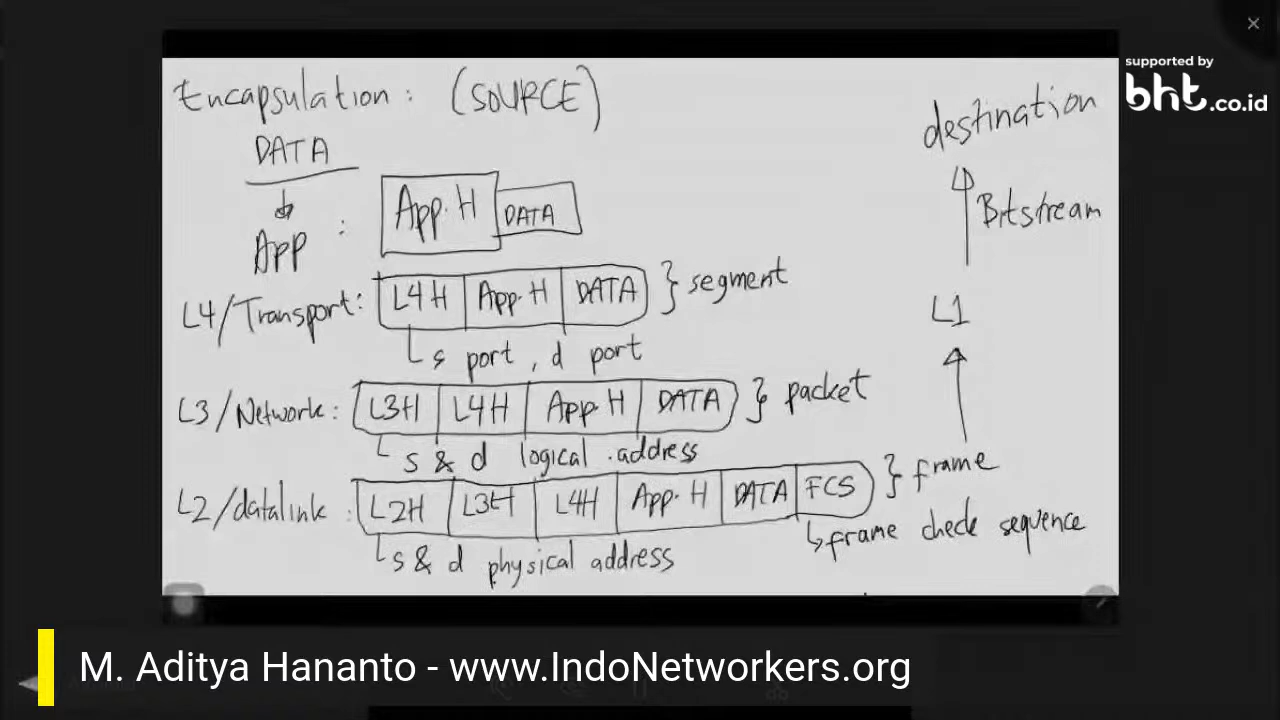 supported by
bht.co.id
Encapsulation : (SOURCE)
destination
DATA
Bitstream
APP : App. H DATA
L4/Transport: L4H App. H DATA } segment
s port, d port
L1
L3/Network: L3H L4H App. H DATA } packet
s & d logical address
L2/datalink: L2H L3H L4H App. H DATA FCS } frame
frame check sequence
s & d physical address
M. Aditya Hananto - www.IndoNetworkers.org